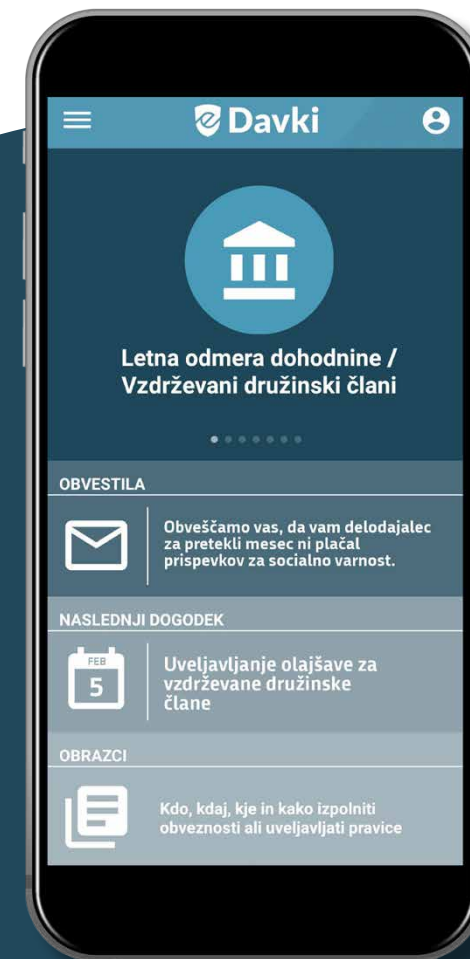 e Davki
Letna odmera dohodnine /
Vzdrževani družinski člani
OBVESTILA
Obveščamo vas, da vam delodajalec
za pretekli mesec ni plačal
prispevkov za socialno varnost.
NASLEDNJI DOGODEK
FEB
5
Uveljavljanje olajšave za
vzdrževane družinske
člane
OBRAZCI
Kdo, kdaj, kje in kako izpolniti
obveznosti ali uveljavljati pravice